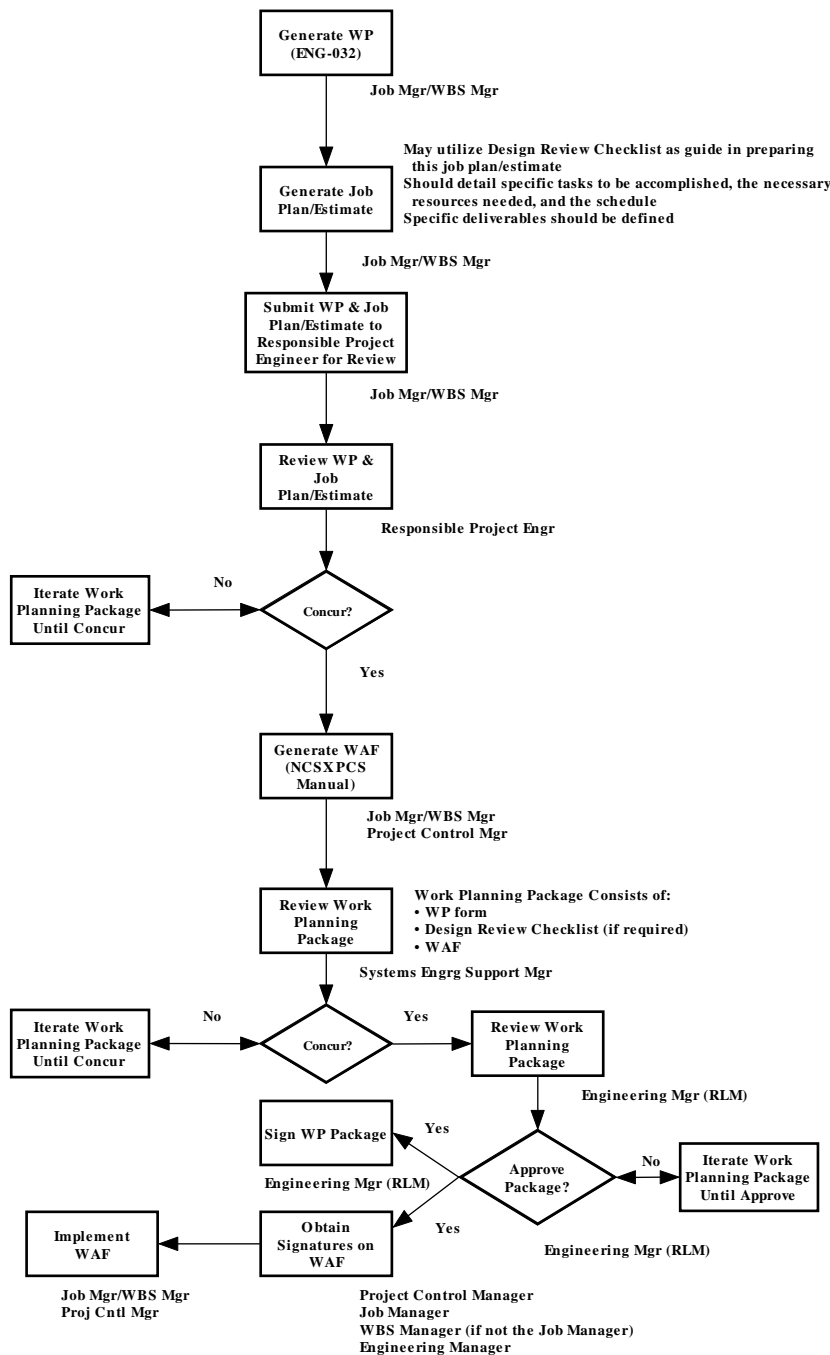 Generate WP
(ENG-032)
Job Mgr/WBS Mgr
May utilize Design Review Checklist as guide in preparing
this job plan/estimate
Should detail specific tasks to be accomplished, the necessary
resources needed, and the schedule
Specific deliverables should be defined
Generate Job
Plan/Estimate
Job Mgr/WBS Mgr
Submit WP & Job
Plan/Estimate to
Responsible Project
Engineer for Review
Job Mgr/WBS Mgr
Review WP &
Job
Plan/Estimate
Responsible Project Engr
Iterate Work
Planning Package
Until Concur
No
Concur?
Yes
Generate WAF
(NCSXPCS
Manual)
Job Mgr/WBS Mgr
Project Control Mgr
Review Work
Planning
Package
Work Planning Package Consists of:
• WP form
• Design Review Checklist (if required)
• WAF
Systems Engrg Support Mgr
Iterate Work
Planning Package
Until Concur
No
Concur?
Yes
Review Work
Planning
Package
Engineering Mgr (RLM)
Sign WP Package
Yes
Engineering Mgr (RLM)
Approve
Package?
No
Iterate Work
Planning Package
Until Approve
Yes
Engineering Mgr (RLM)
Implement
WAF
Obtain
Signatures on
WAF
Job Mgr/WBS Mgr
Proj Cntl Mgr
Project Control Manager
Job Manager
WBS Manager (if not the Job Manager)
Engineering Manager